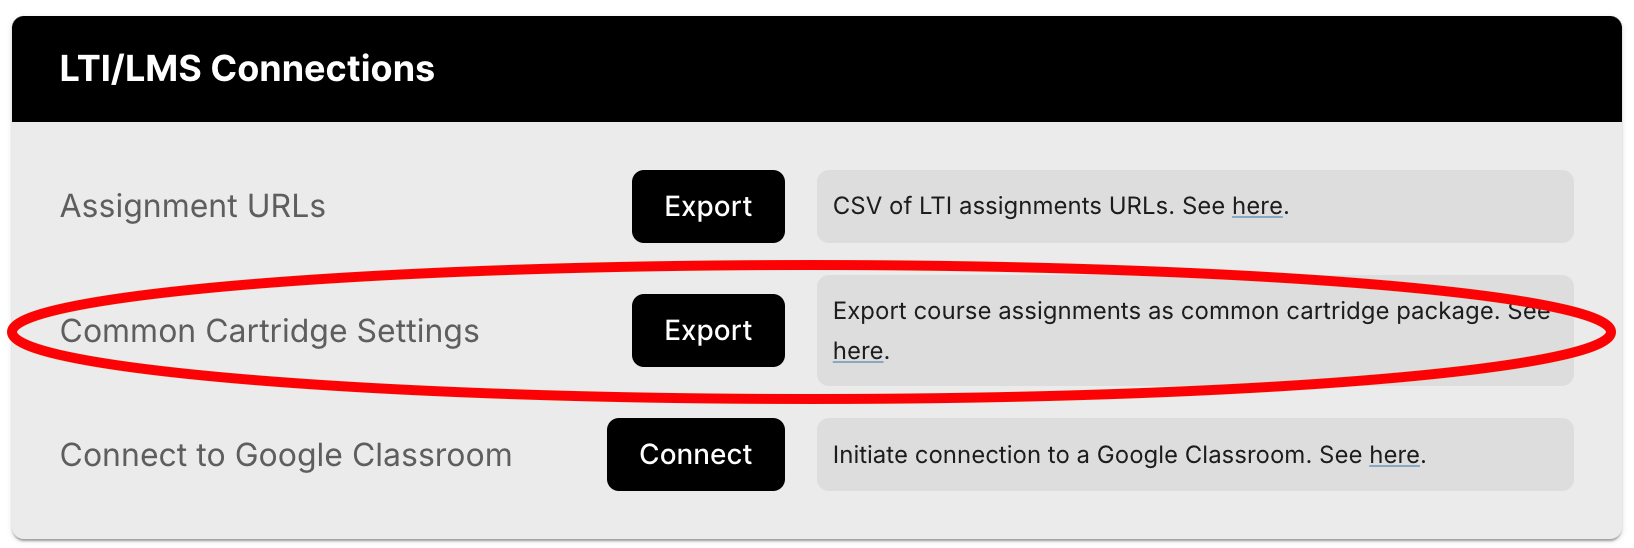 LTI/LMS Connections
Assignment URLs
Export
CSV of LTI assignments URLs. See here.
Common Cartridge Settings
Export
Export course assignments as common cartridge package. See
here.
Connect to Google Classroom
Connect
Initiate connection to a Google Classroom. See here.